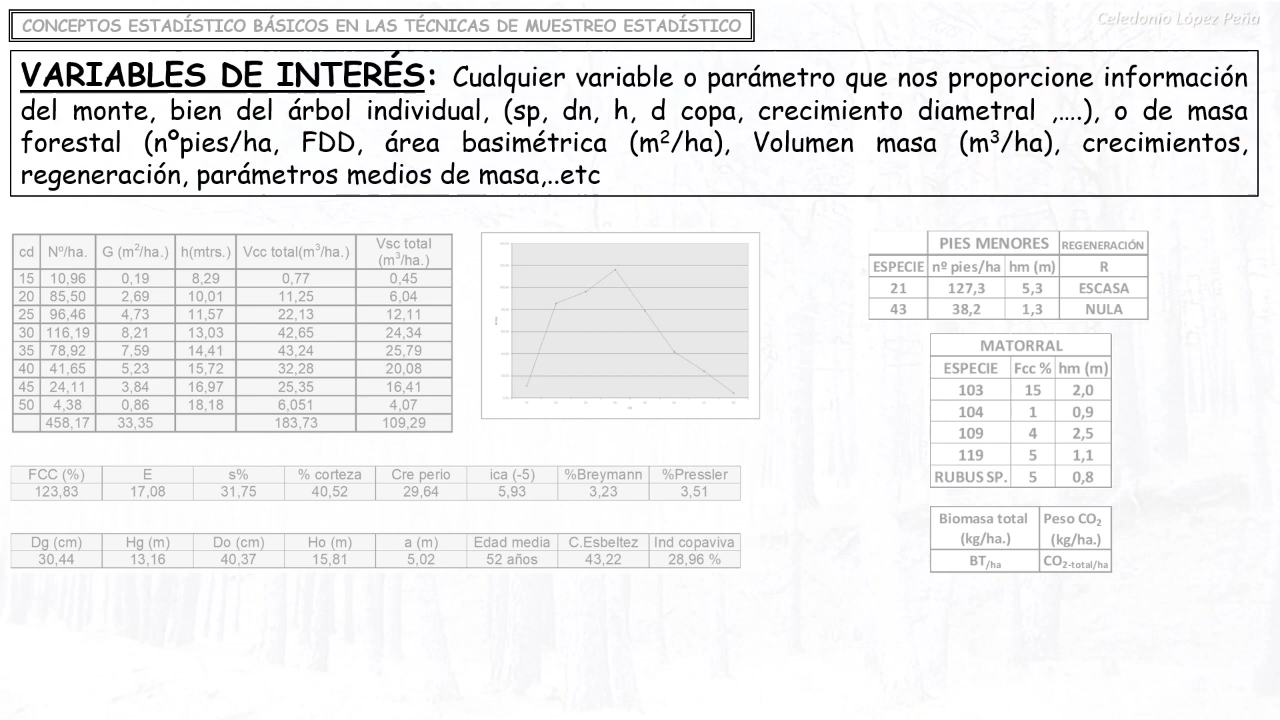 CONCEPTOS ESTADÍSTICO BÁSICOS EN LAS TÉCNICAS DE MUESTREO ESTADÍSTICO
Celedonio López Peña
VARIABLES DE INTERÉS: Cualquier variable o parámetro que nos proporcione información
del monte, bien del árbol individual, (sp, dn, h, d copa, crecimiento diametral ,….), o de masa
forestal (nºpies/ha, FDD, área basimétrica (m²/ha), Volumen masa (m³/ha), crecimientos,
regeneración, parámetros medios de masa,..etc
cd Nº/ha. G (m²/ha.) h(mtrs.) Vcc total(m³/ha.) Vsc total (m³/ha.)
15 10,96 0,19 8,29 0,77 0,45
20 85,50 2,69 10,01 11,25 6,04
25 96,46 4,73 11,57 22,13 12,11
30 116,19 8,21 13,03 42,65 24,34
35 78,92 7,59 14,41 43,24 25,79
40 41,65 5,23 15,72 32,28 20,08
45 24,11 3,84 16,97 25,35 16,41
50 4,38 0,86 18,18 6,051 4,07
458,17 33,35 183,73 109,29
PIES MENORES REGENERACIÓN
ESPECIE nº pies/ha hm (m) R
21 127,3 5,3 ESCASA
43 38,2 1,3 NULA
MATORRAL
ESPECIE Fcc % hm (m)
103 15 2,0
104 1 0,9
109 4 2,5
119 5 1,1
RUBUS SP. 5 0,8
FCC (%) E s% % corteza Cre perio ica (-5) %Breymann %Pressler
123,83 17,08 31,75 40,52 29,64 5,93 3,23 3,51
Dg (cm) Hg (m) Do (cm) Ho (m) a (m) Edad media C.Esbeltez Ind copaviva
30,44 13,16 40,37 15,81 5,02 52 años 43,22 28,96 %
Biomasa total Peso CO₂
(kg/ha.) (kg/ha.)
BT/ha CO2-total/ha